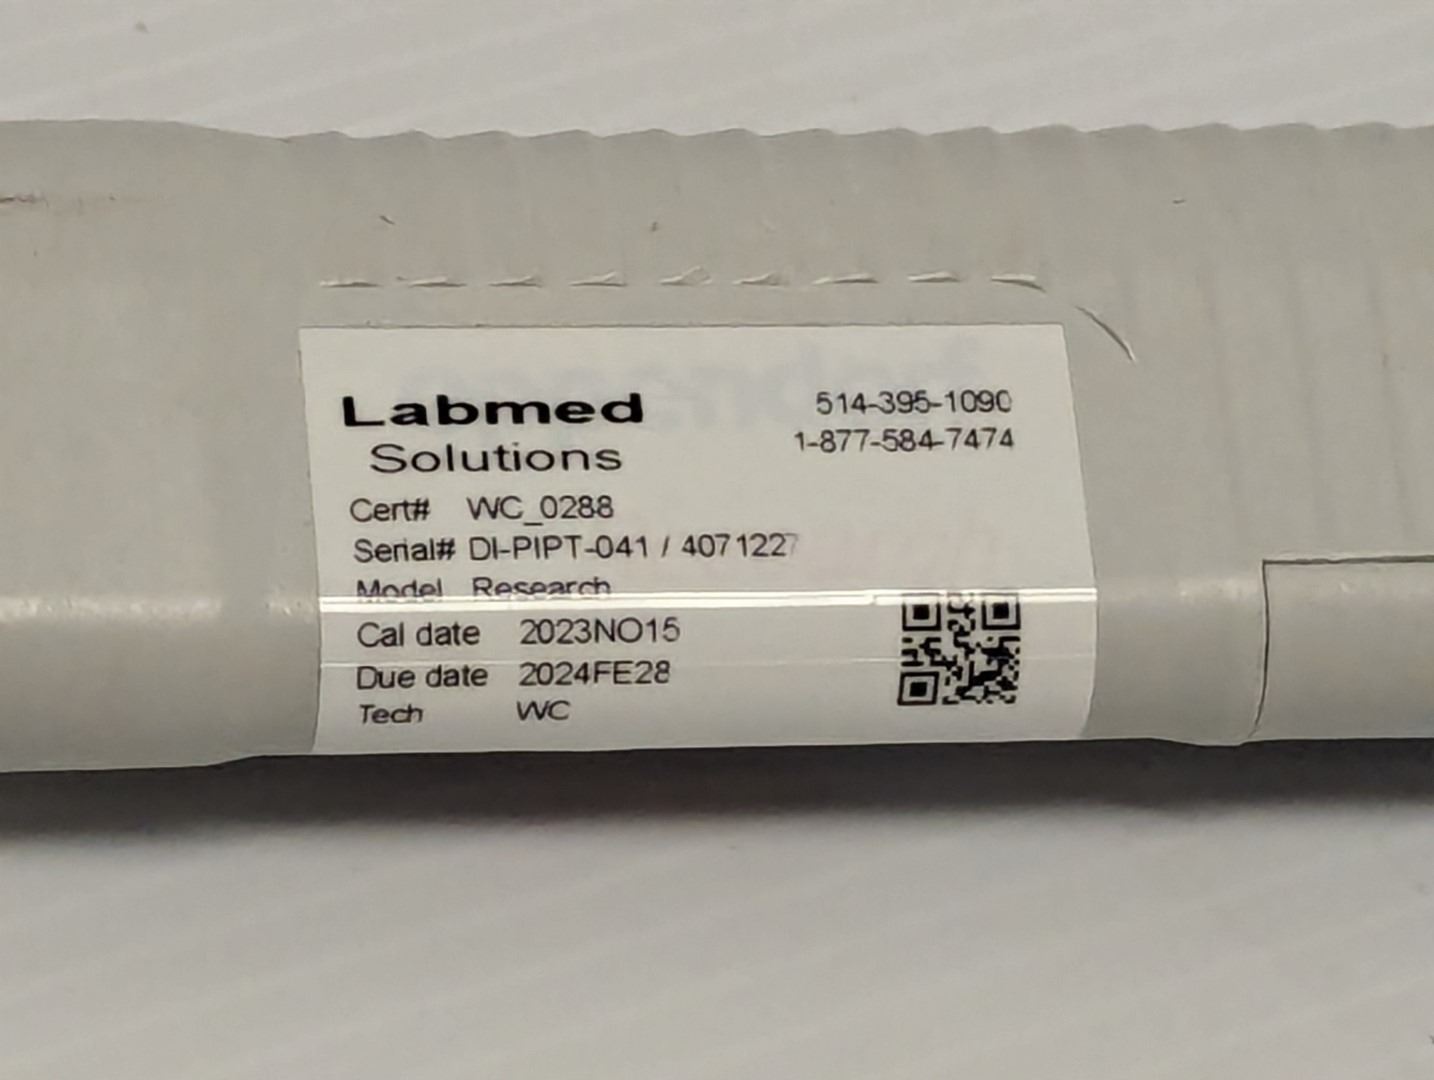 Labmed
Solutions
514-395-1090
1-877-584-7474
Cert# WC_0288
Serial# DI-PIPT-041 / 4071227
Model Research
Cal date 2023NO15
Due date 2024FE28
Tech WC